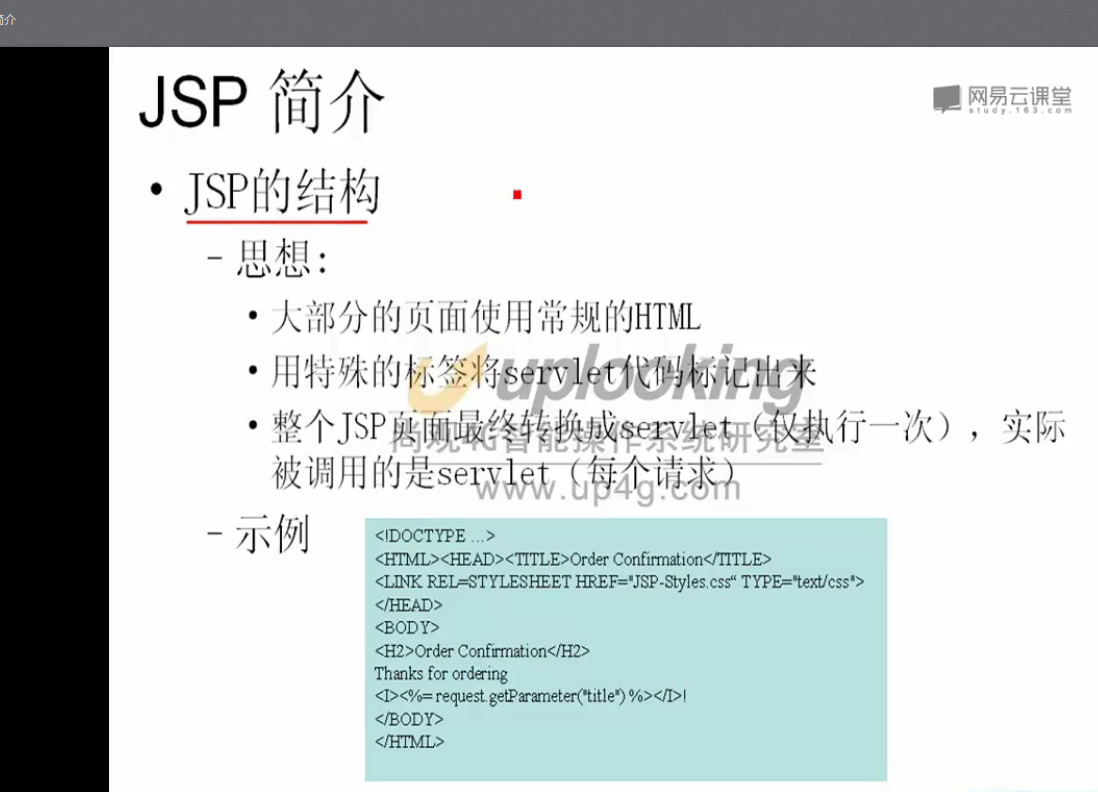 简介
JSP 简介
网易云课堂
study.163.com
• JSP的结构
– 思想:
• 大部分的页面使用常规的HTML
• 用特殊的标签将servlet代码标记出来
uplooking
• 整个JSP页面最终转换成servlet（仅执行一次），实际
智能操作系统研究室
被调用的是servlet（每个请求）
www.up4g.com
– 示例
<!DOCTYPE ...>
<HTML><HEAD><TITLE>Order Confirmation</TITLE>
<LINK REL=STYLESHEET HREF="JSP-Styles.css“ TYPE="text/css">
</HEAD>
<BODY>
<H2>Order Confirmation</H2>
Thanks for ordering
<I><%= request.getParameter("title") %></I>!
</BODY>
</HTML>